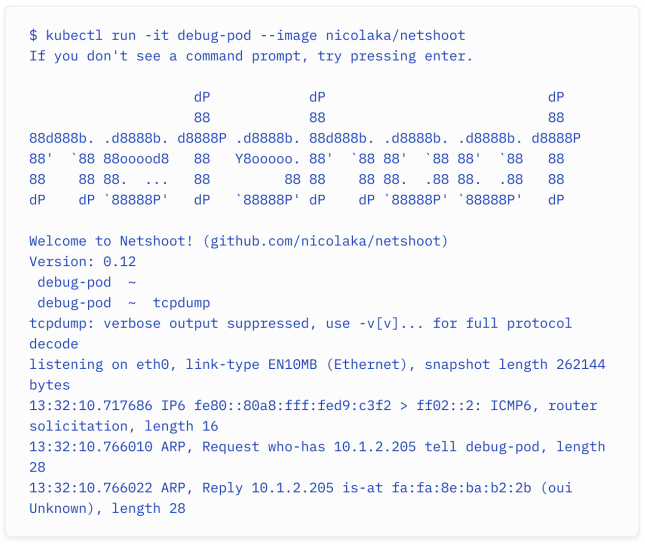 $ kubectl run -it debug-pod --image nicolaka/netshoot
If you don't see a command prompt, try pressing enter.
                    dP            dP                           dP
                    88            88                           88
88d888b. .d8888b. d8888P .d8888b. 88d888b. .d8888b. .d8888b. d8888P
88'  `88 88ooood8   88   Y8ooooo. 88'  `88 88'  `88 88'  `88   88
88    88 88.  ...   88         88 88    88 88.  .88 88.  .88   88
dP    dP `88888P'   dP   `88888P' dP    dP `88888P' `88888P'   dP
Welcome to Netshoot! (github.com/nicolaka/netshoot)
Version: 0.12
 debug-pod  ~
 debug-pod  ~  tcpdump
tcpdump: verbose output suppressed, use -v[v]... for full protocol
decode
listening on eth0, link-type EN10MB (Ethernet), snapshot length 262144
bytes
13:32:10.717686 IP6 fe80::80a8:fff:fed9:c3f2 > ff02::2: ICMP6, router
solicitation, length 16
13:32:10.766010 ARP, Request who-has 10.1.2.205 tell debug-pod, length
28
13:32:10.766022 ARP, Reply 10.1.2.205 is-at fa:fa:8e:ba:b2:2b (oui
Unknown), length 28